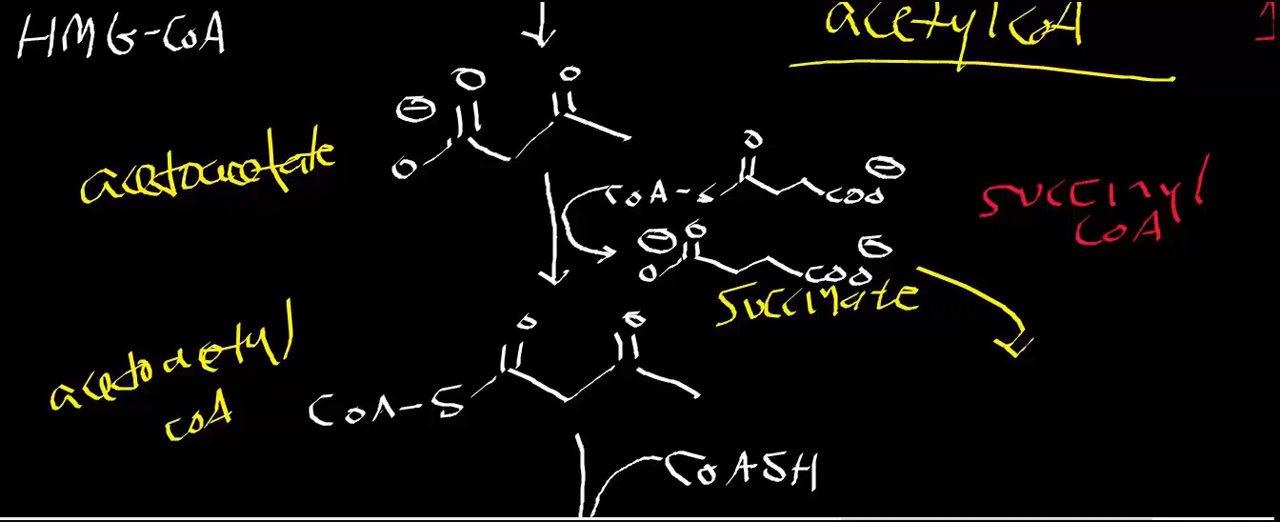 HMG-CoA
acetylCoA
O
O
⊖
O
acetoacetate
O
CoA-S
COO
⊖
succinyl
CoA
⊖
O
O
COO
⊖
succinate
acetoacetyl
coA
O
O
CoA-S
CoASH